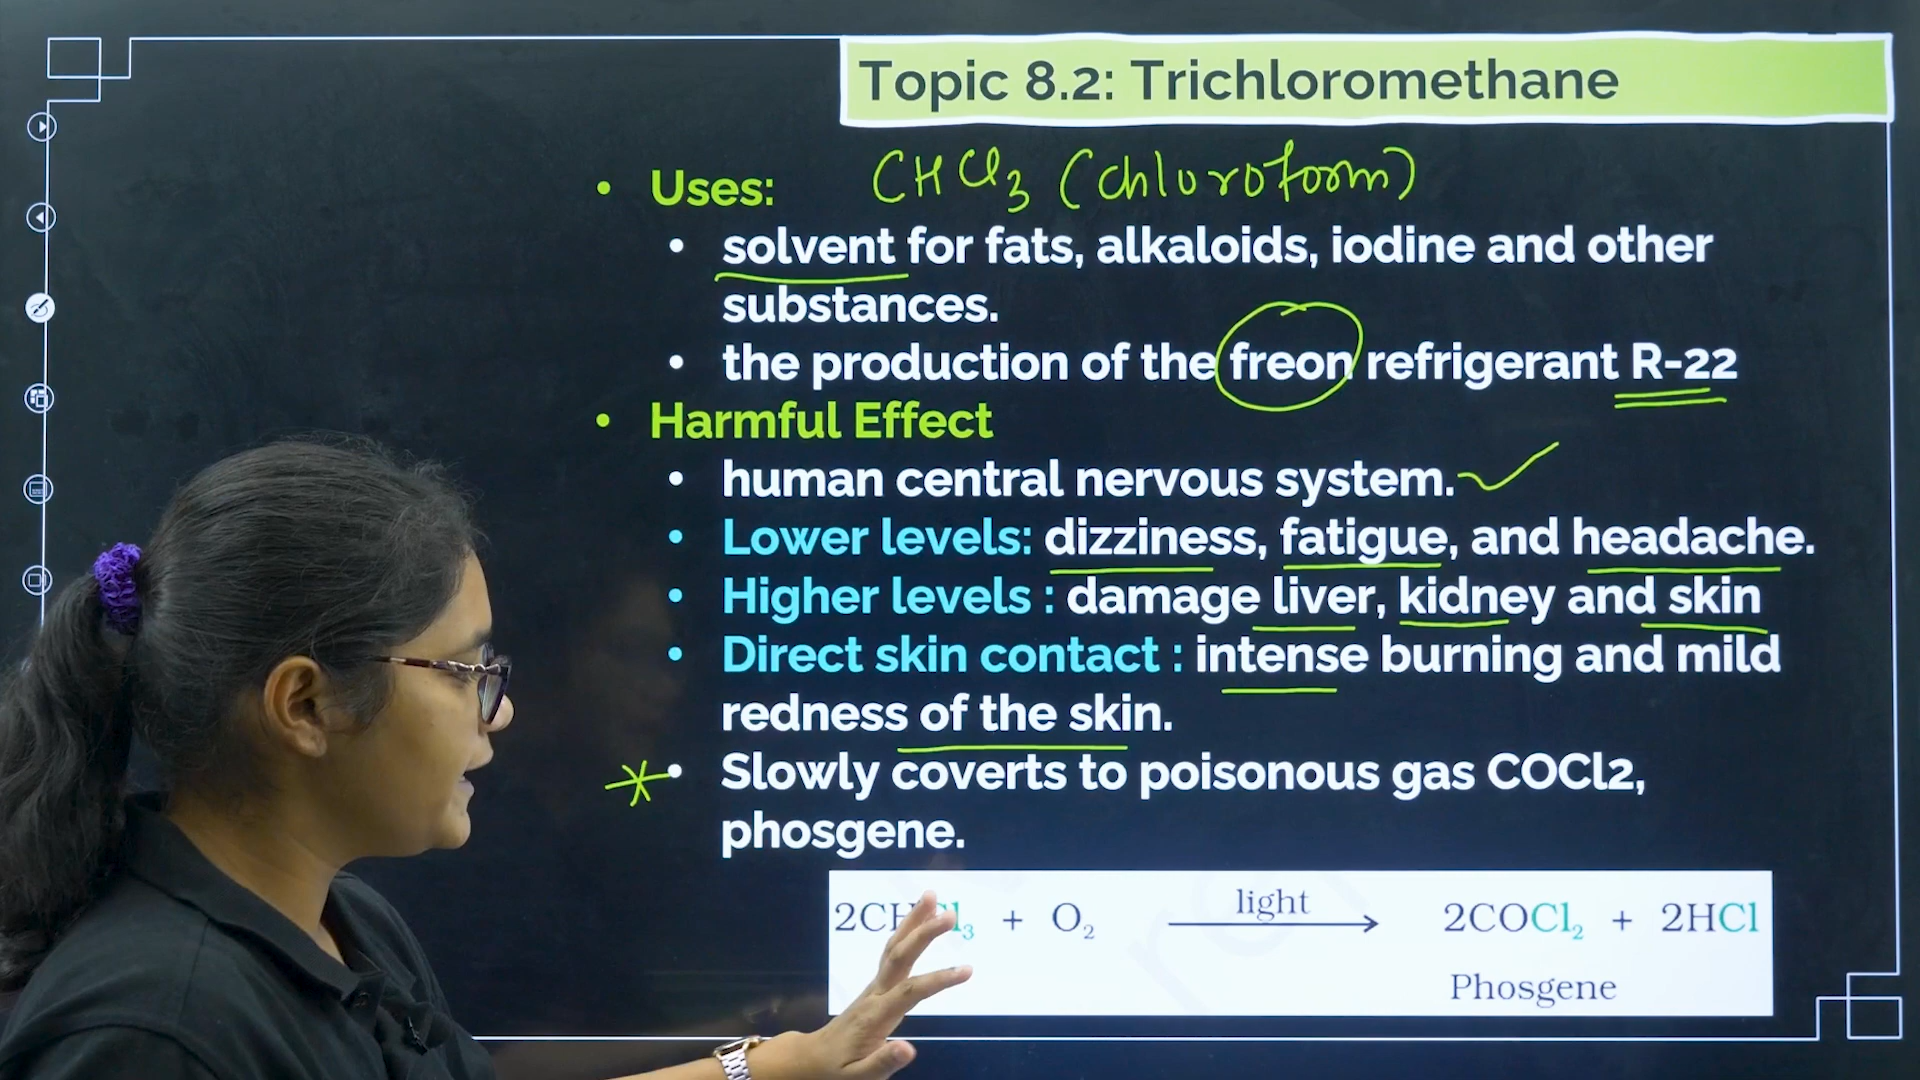 Topic 8.2: Trichloromethane
• Uses: CHCl3 (chloroform)
• solvent for fats, alkaloids, iodine and other
substances.
• the production of the freon refrigerant R-22
• Harmful Effect
• human central nervous system.
• Lower levels: dizziness, fatigue, and headache.
• Higher levels : damage liver, kidney and skin
• Direct skin contact : intense burning and mild
redness of the skin.
• Slowly coverts to poisonous gas COCl2,
phosgene.
light
2CHCl₃ + O₂ ⟶ 2COCl₂ + 2HCl
Phosgene